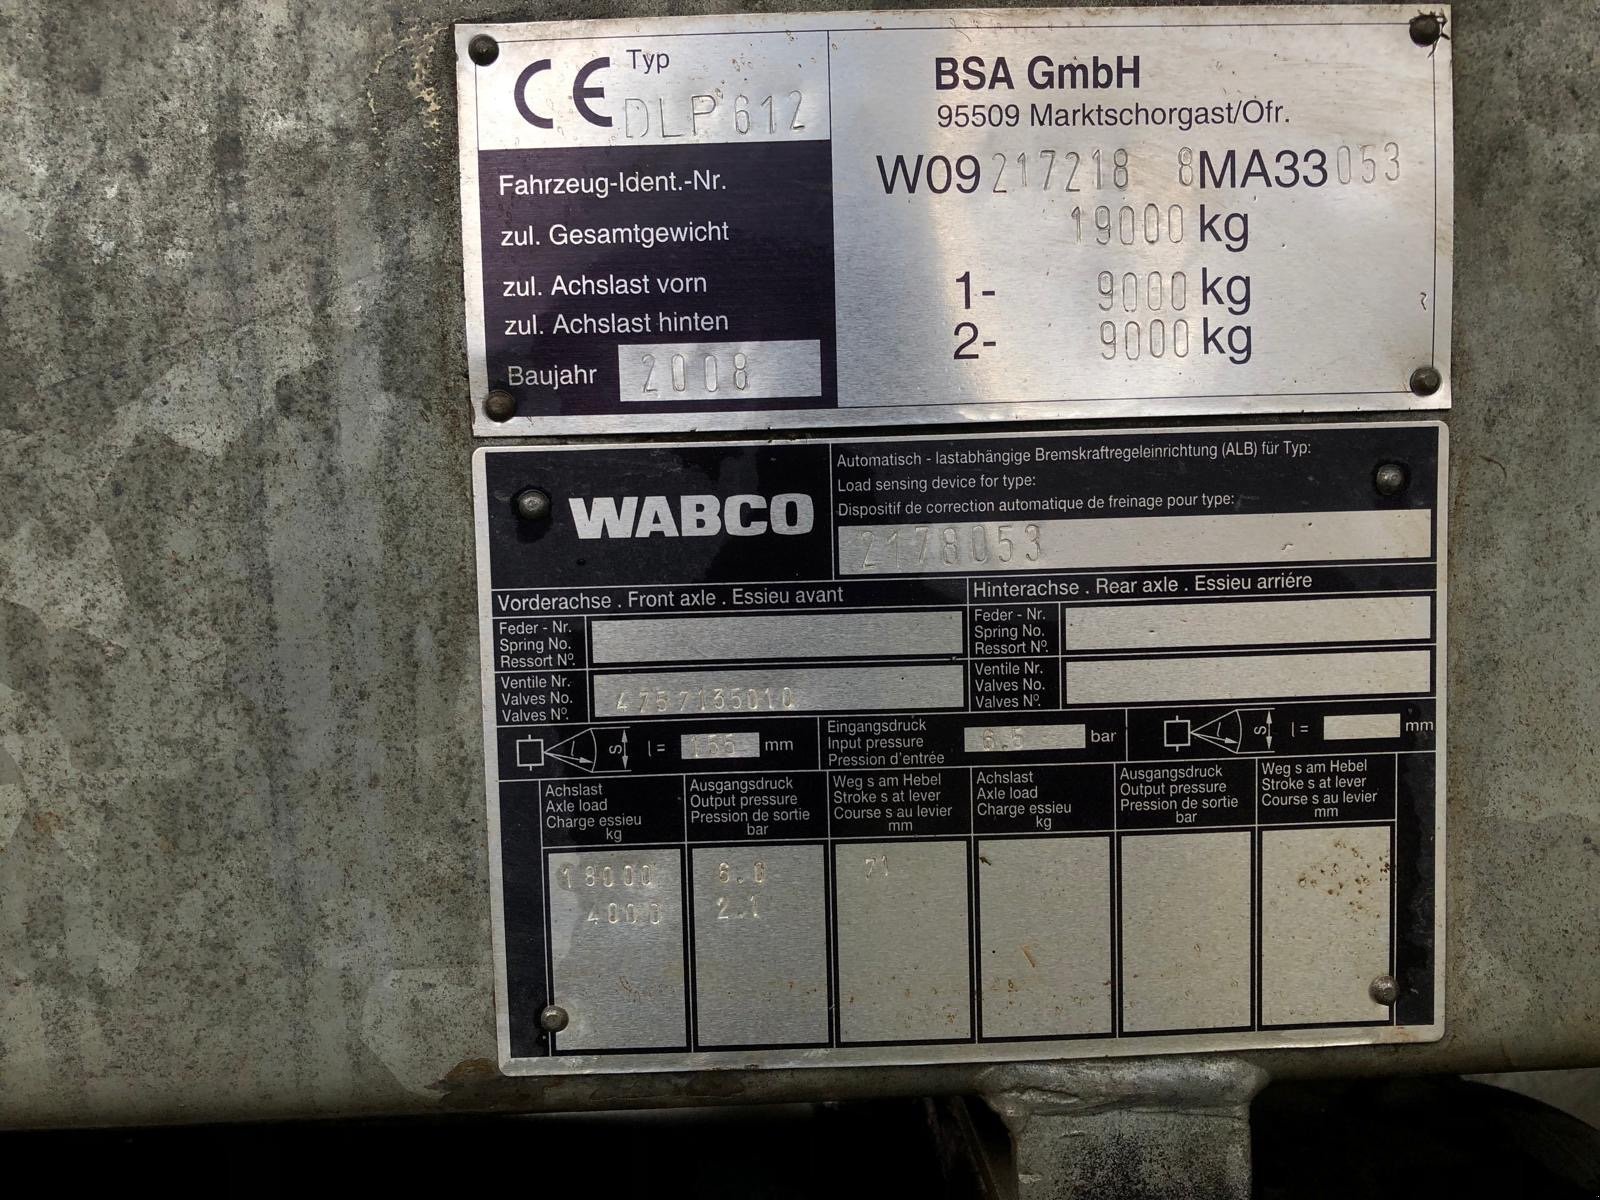 CE Typ
DLP 612
BSA GmbH
95509 Marktschorgast/Ofr.
Fahrzeug-Ident.-Nr. W09217218 8MA33053
zul. Gesamtgewicht 19000 kg
zul. Achslast vorn 1- 9000 kg
zul. Achslast hinten 2- 9000 kg
Baujahr 2008
WABCO
Automatisch - lastabhängige Bremskraftregeleinrichtung (ALB) für Typ:
Load sensing device for type:
Dispositif de correction automatique de freinage pour type:
2178053
Vorderachse . Front axle . Essieu avant
Feder - Nr.
Spring No.
Ressort Nº.
Ventile Nr.
Valves No.
Valves Nº.
4757135010
Hinterachse . Rear axle . Essieu arriére
Feder - Nr.
Spring No.
Ressort Nº.
Ventile Nr.
Valves No.
Valves Nº.
l S l = 155 mm
Eingangsdruck
Input pressure
Pression d'entrée
6.5 bar
l S l = mm
Achslast
Axle load
Charge essieu
kg
Ausgangsdruck
Output pressure
Pression de sortie
bar
Weg s am Hebel
Stroke s at lever
Course s au levier
mm
Achslast
Axle load
Charge essieu
kg
Ausgangsdruck
Output pressure
Pression de sortie
bar
Weg s am Hebel
Stroke s at lever
Course s au levier
mm
18000 71
4000 2.1